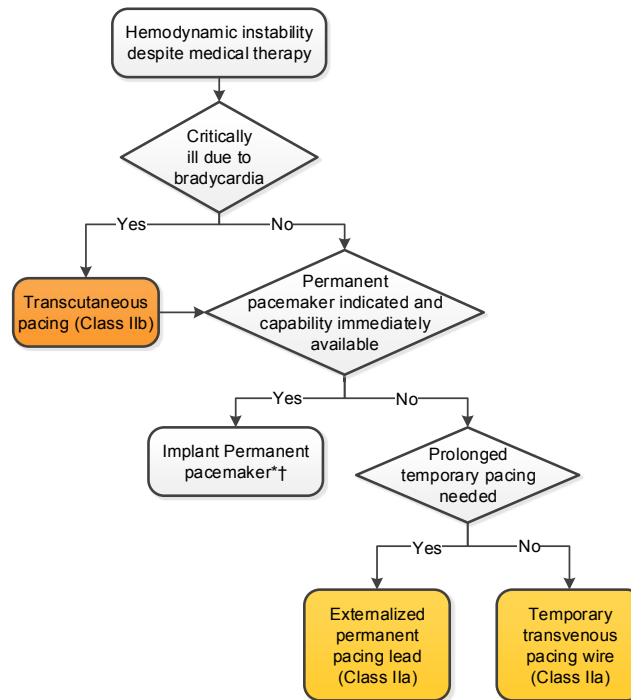 Hemodynamic instability
despite medical therapy
Critically
ill due to
bradycardia
Yes
No
Transcutaneous
pacing (Class IIb)
Permanent
pacemaker indicated and
capability immediately
available
Yes
No
Implant Permanent
pacemaker*†
Prolonged
temporary pacing
needed
Yes
No
Externalized
permanent
pacing lead
(Class IIa)
Temporary
transvenous
pacing wire
(Class IIa)